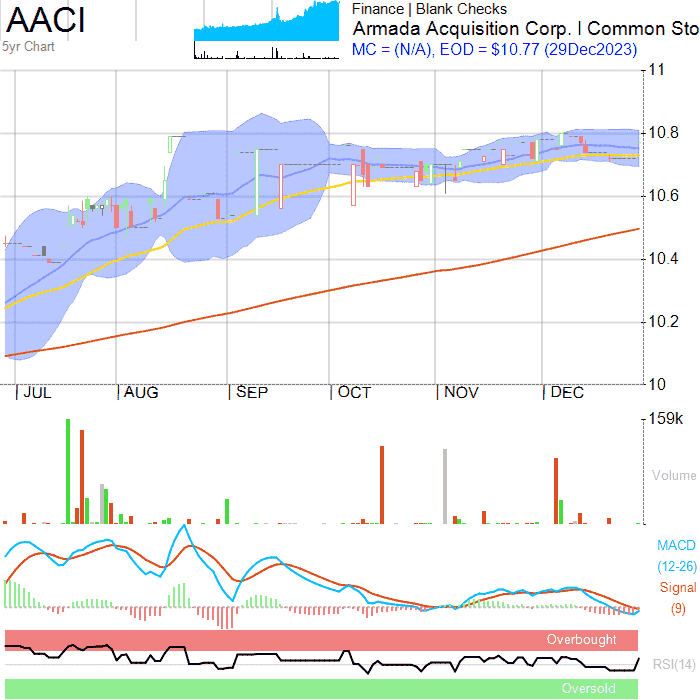 AACI
5yr Chart
Finance | Blank Checks
Armada Acquisition Corp. I Common Sto
MC = (N/A), EOD = $10.77 (29Dec2023)
11
10.8
10.6
10.4
10.2
10
JUL AUG SEP OCT NOV DEC
159k
Volume
MACD
(12-26)
Signal
(9)
Overbought
RSI(14)
Oversold